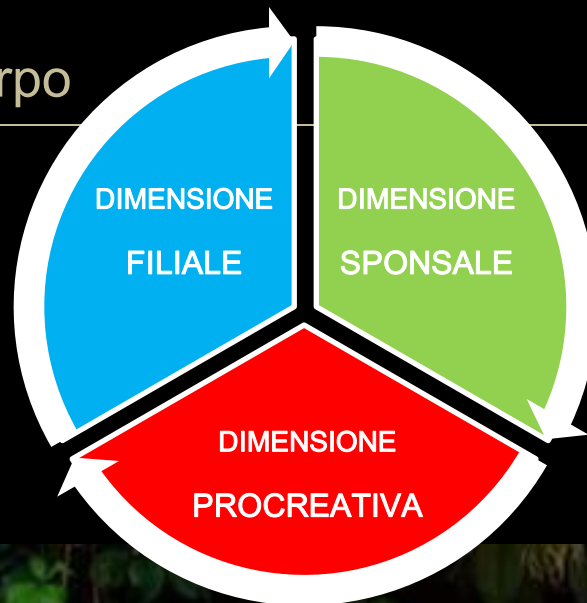 rpo
DIMENSIONE
FILIALE
DIMENSIONE
SPONSALE
DIMENSIONE
PROCREATIVA